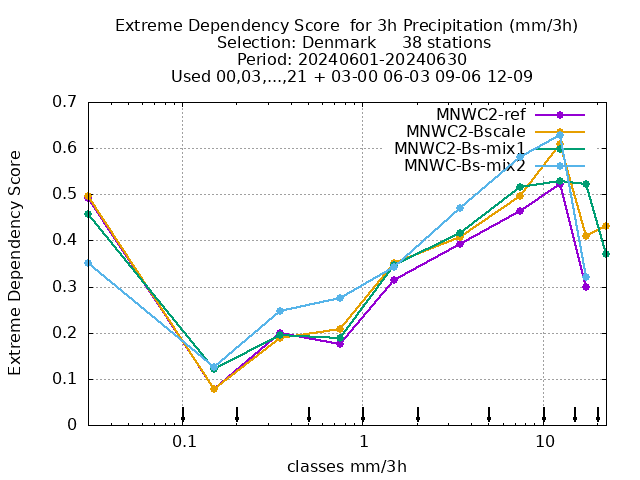 Extreme Dependency Score  for 3h Precipitation (mm/3h)
Selection: Denmark     38 stations
Period: 20240601-20240630
Used 00,03,...,21 + 03-00 06-03 09-06 12-09
MNWC2-ref
MNWC2-Bscale
MNWC2-Bs-mix1
MNWC-Bs-mix2
Extreme Dependency Score
0.7
0.6
0.5
0.4
0.3
0.2
0.1
0
0.1 1 10
classes mm/3h